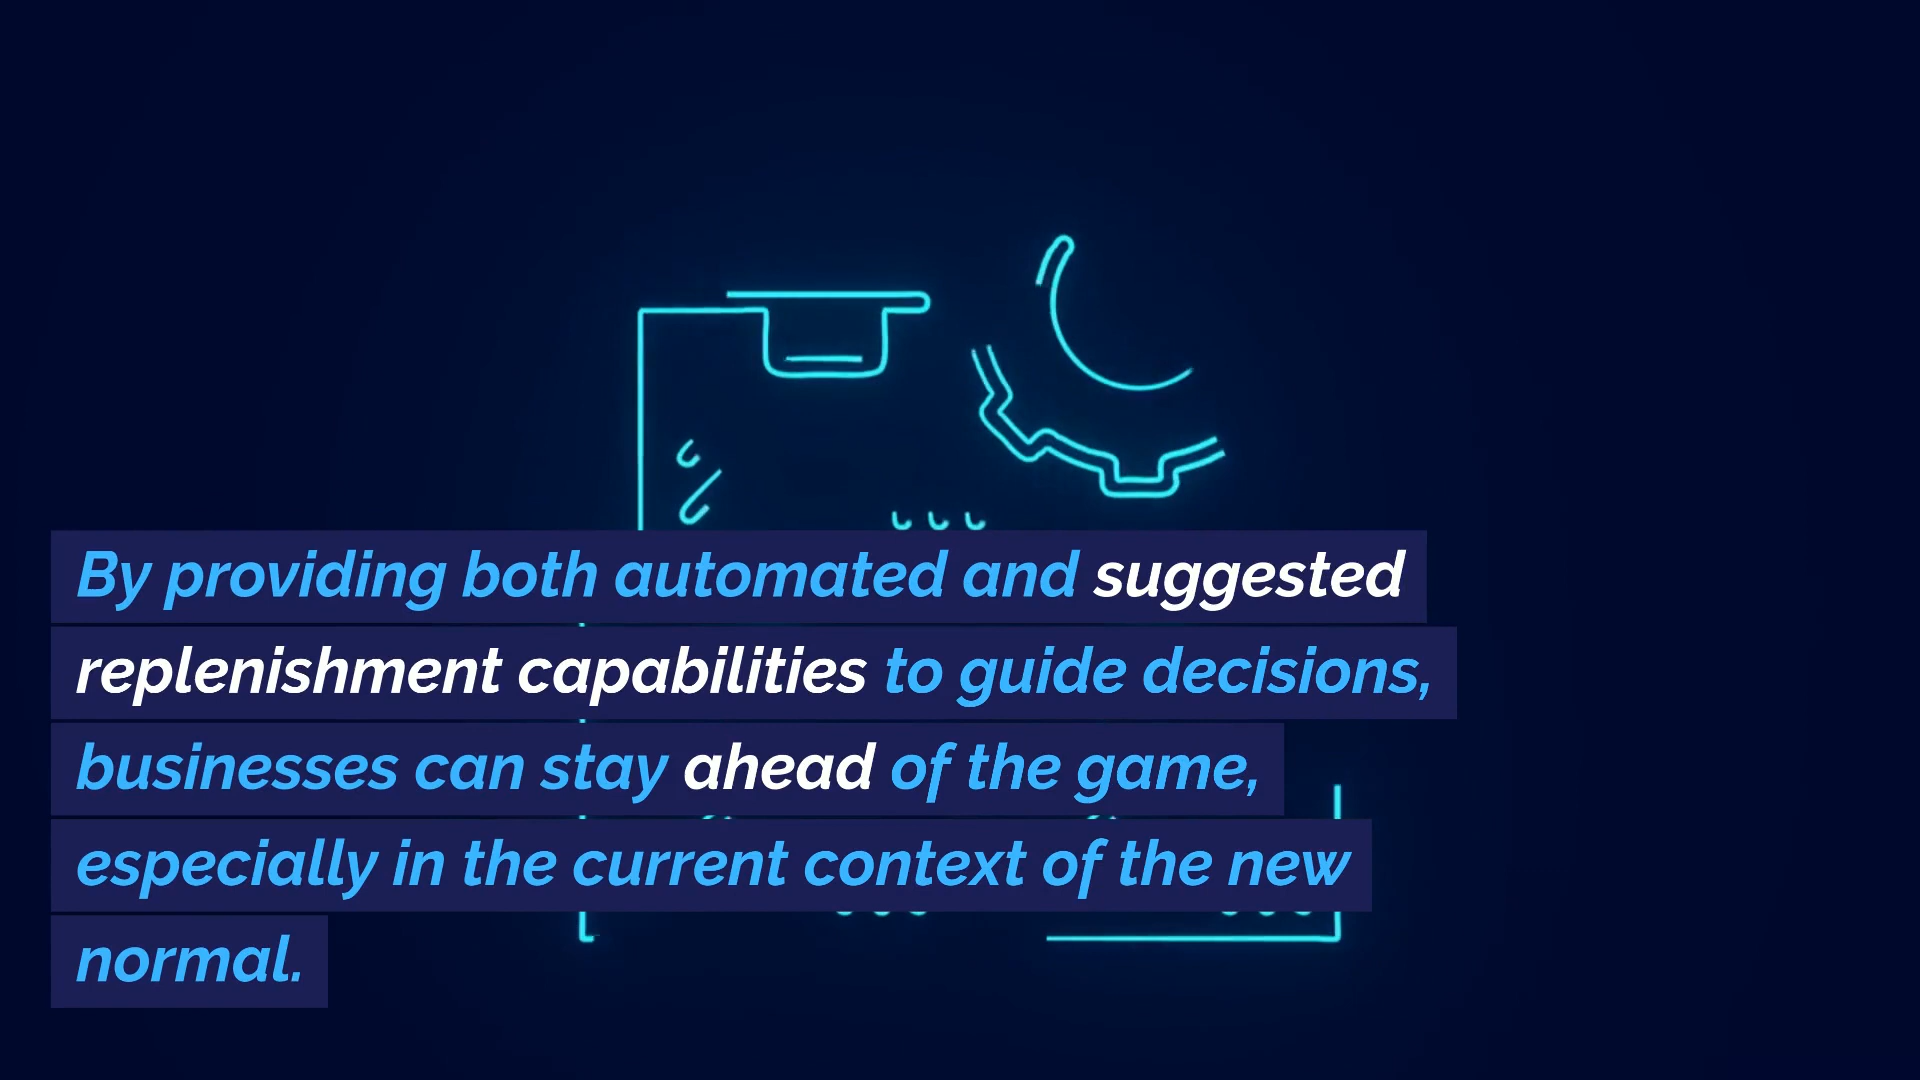 By providing both automated and suggested
replenishment capabilities to guide decisions,
businesses can stay ahead of the game,
especially in the current context of the new
normal.